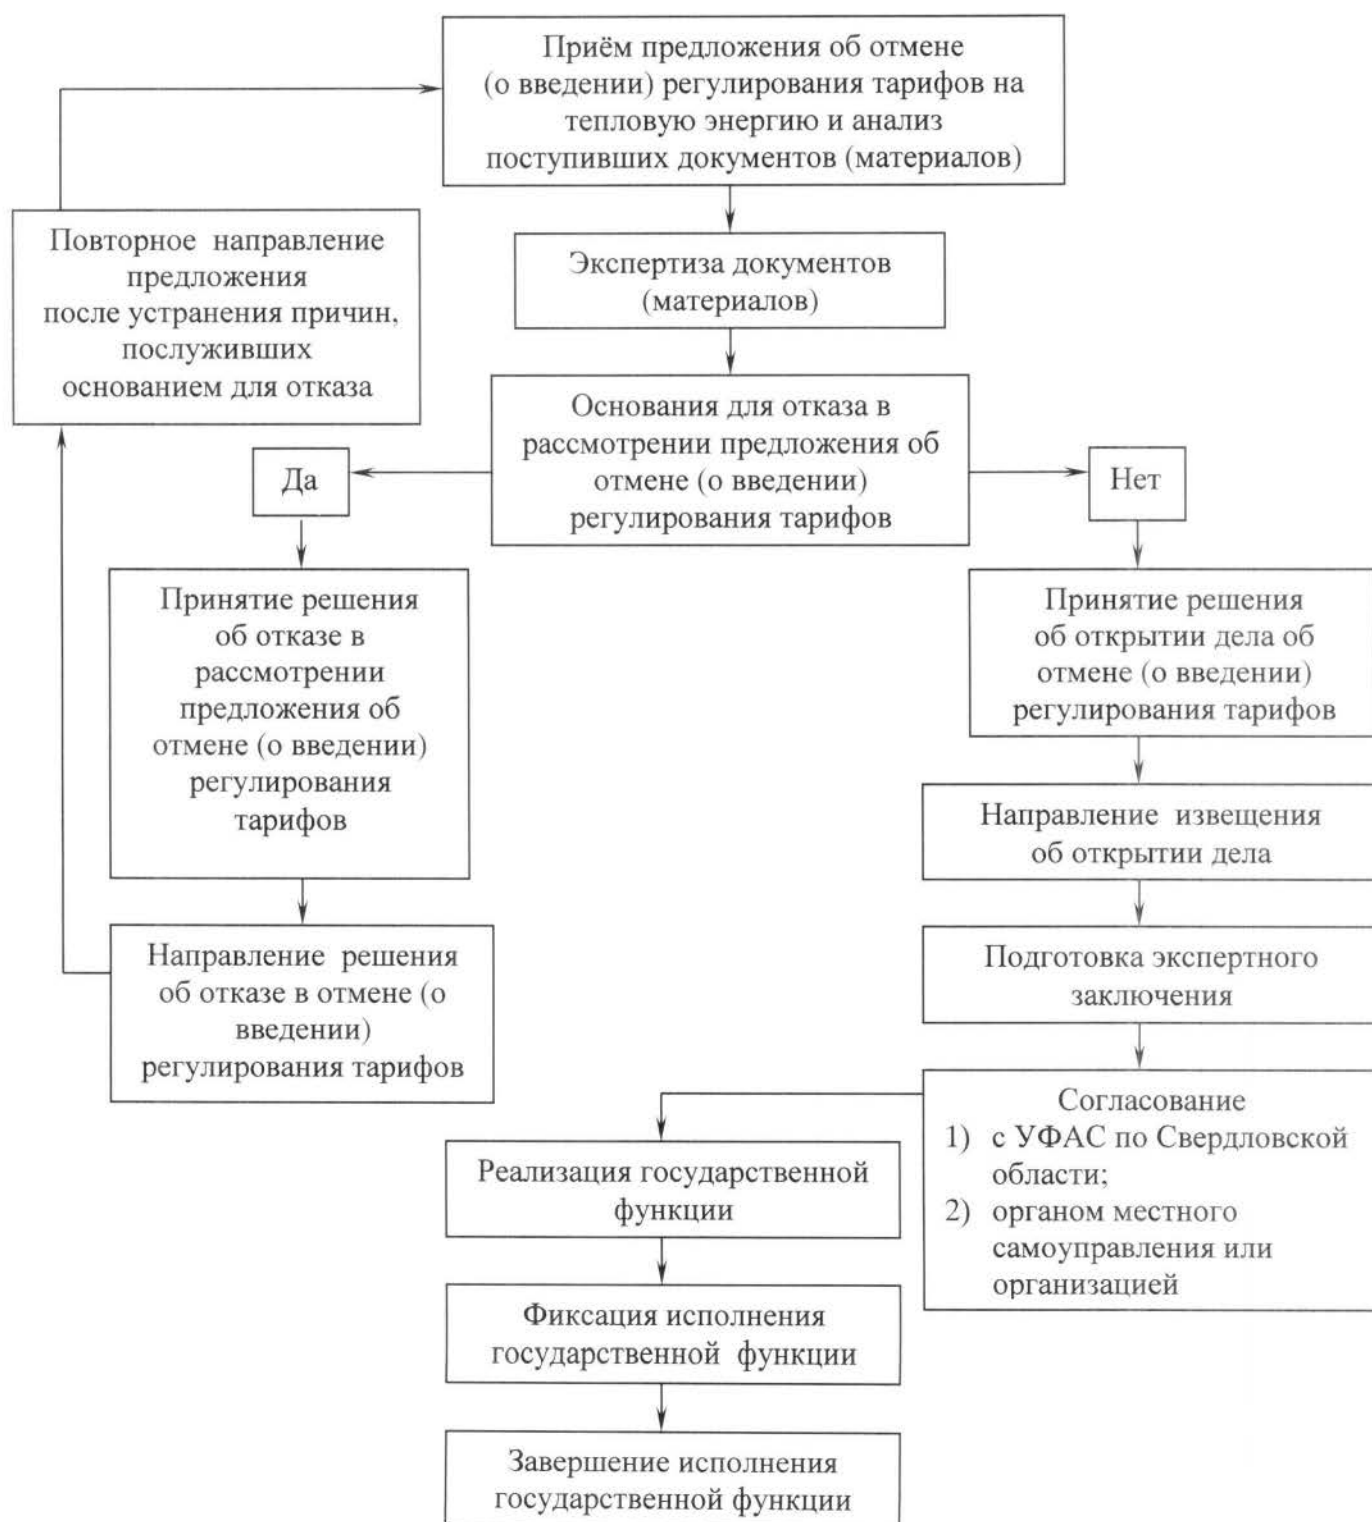 Приём предложения об отмене
(о введении) регулирования тарифов на
тепловую энергию и анализ
поступивших документов (материалов)
Повторное направление
предложения
после устранения причин,
послуживших
основанием для отказа
Экспертиза документов
(материалов)
Основания для отказа в
рассмотрении предложения об
отмене (о введении)
регулирования тарифов
Да
Нет
Принятие решения
об отказе в
рассмотрении
предложения об
отмене (о введении)
регулирования
тарифов
Принятие решения
об открытии дела об
отмене (о введении)
регулирования тарифов
Направление извещения
об открытии дела
Направление решения
об отказе в отмене (о
введении)
регулирования тарифов
Подготовка экспертного
заключения
Согласование
1) с УФАС по Свердловской
области;
2) органом местного
самоуправления или
организацией
Реализация государственной
функции
Фиксация исполнения
государственной функции
Завершение исполнения
государственной функции